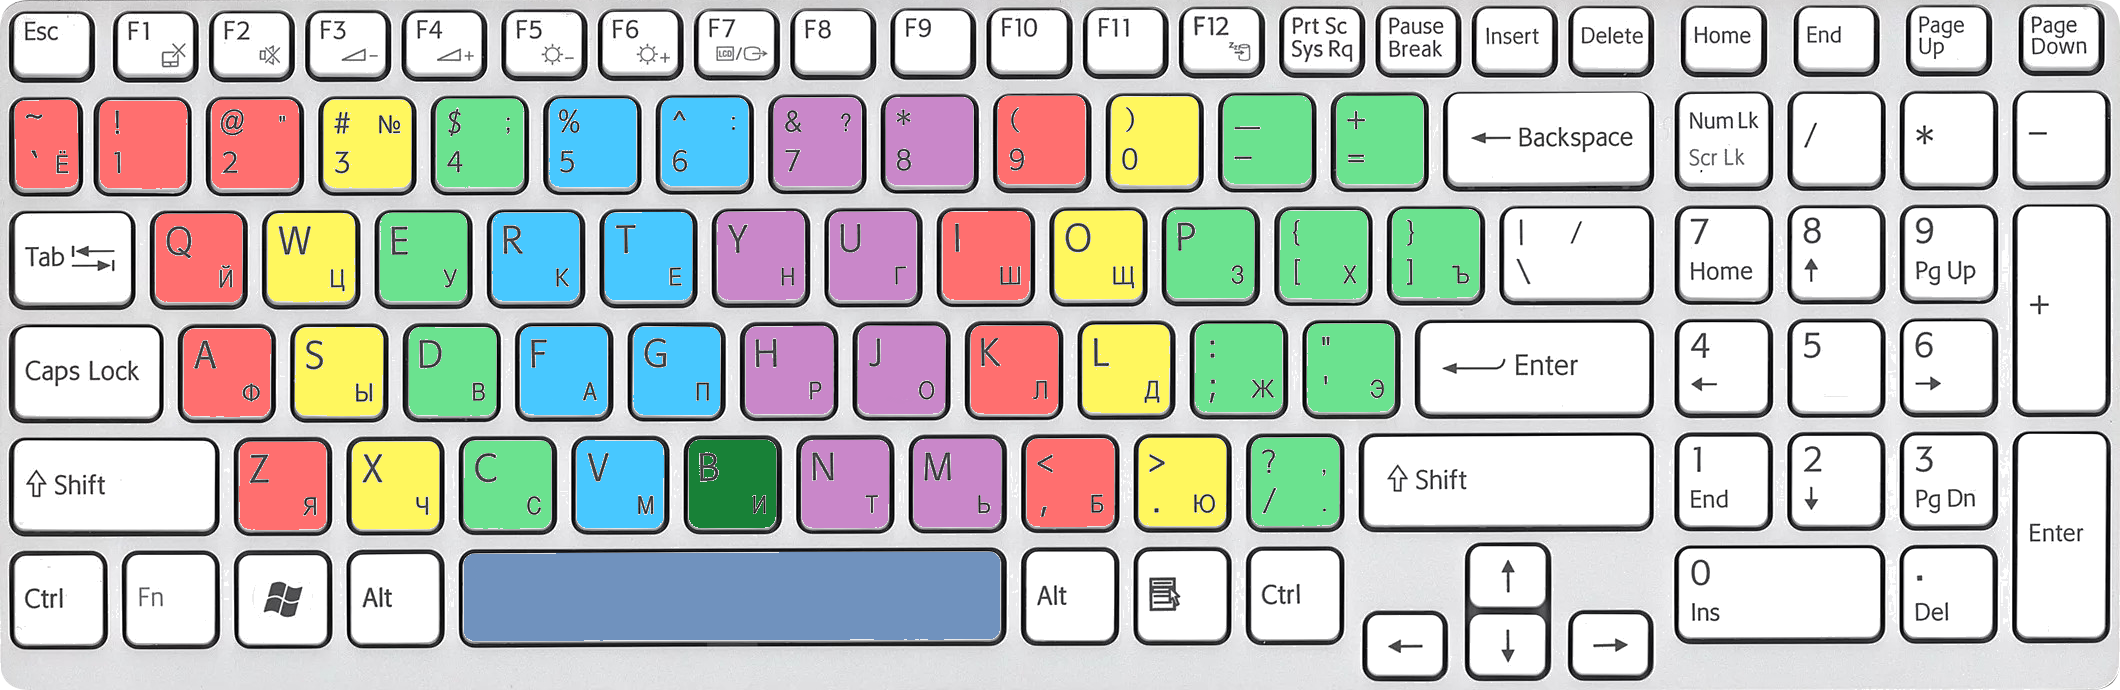 Esc F1 F2 F3 F4 F5 F6 F7 LCD F8 F9 F10 F11 F12 Prt Sc Sys Rq Pause Break Insert Delete Home End Page Up Page Down
~ ` Ё ! 1 @ " 2 # № 3 $ ; 4 % 5 ^ : 6 & ? 7 * 8 ( 9 ) 0 _ - + = Backspace Num Lk Scr Lk / * -
Tab Q Й W Ц E У R К T Е Y Н U Г I Ш O Щ P З { [ Х } ] Ъ | / \ 7 Home 8 9 Pg Up +
Caps Lock A Ф S Ы D В F А G П H Р J О K Л L Д : ; Ж " ' Э Enter 4 5 6
Shift Z Я X Ч C С V М B И N Т M Ь < , Б > . Ю ? , / . Shift 1 End 2 3 Pg Dn Enter
Ctrl Fn Alt Alt Ctrl 0 Ins . Del